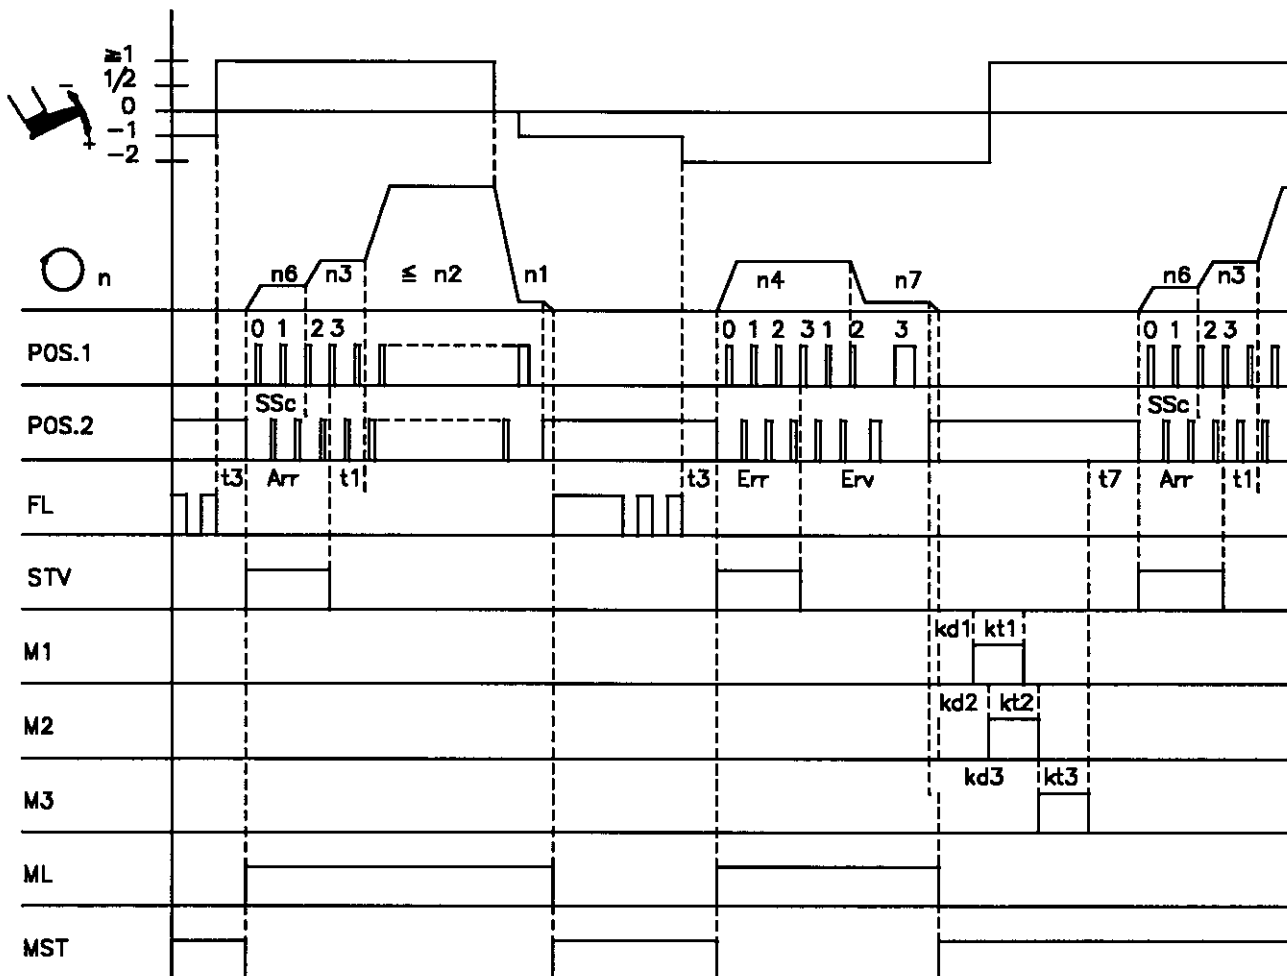 ≧1
1/2
0
−1
−2
−
+
n
n6 n3 ≦ n2 n1 n4 n7 n6 n3
0 1 2 3 0 1 2 3 1 2 3 0 1 2 3
POS.1
SSc SSc
POS.2
t3 Arr t1 t3 Err Erv t7 Arr t1
FL
STV
kd1 kt1
M1
kd2 kt2
M2
kd3 kt3
M3
ML
MST